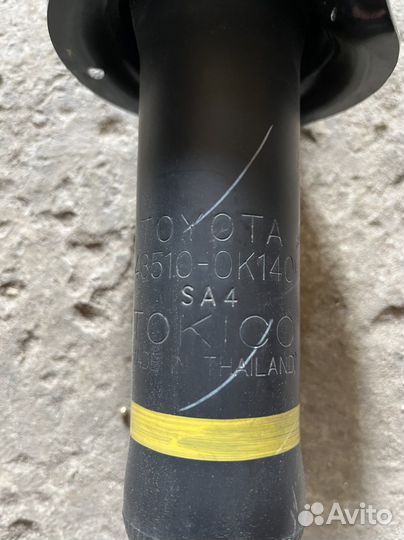 TOYOTA
48510-0K140
SA4
TOKICO
MADE IN THAILAND
Avito